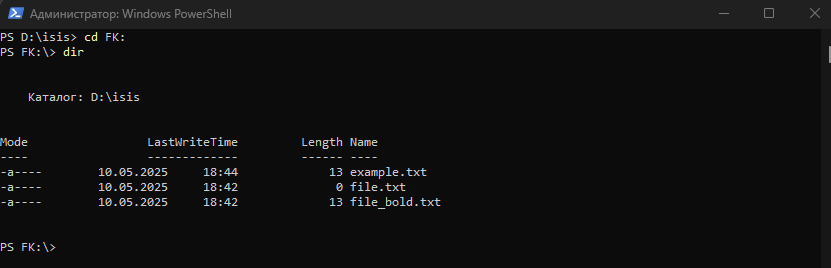 Администратор: Windows PowerShell
PS D:\isis> cd FK:
PS FK:\> dir
Каталог: D:\isis
Mode                 LastWriteTime         Length Name
----                 -------------         ------ ----
-a----        10.05.2025     18:44             13 example.txt
-a----        10.05.2025     18:42              0 file.txt
-a----        10.05.2025     18:42             13 file_bold.txt
PS FK:\>